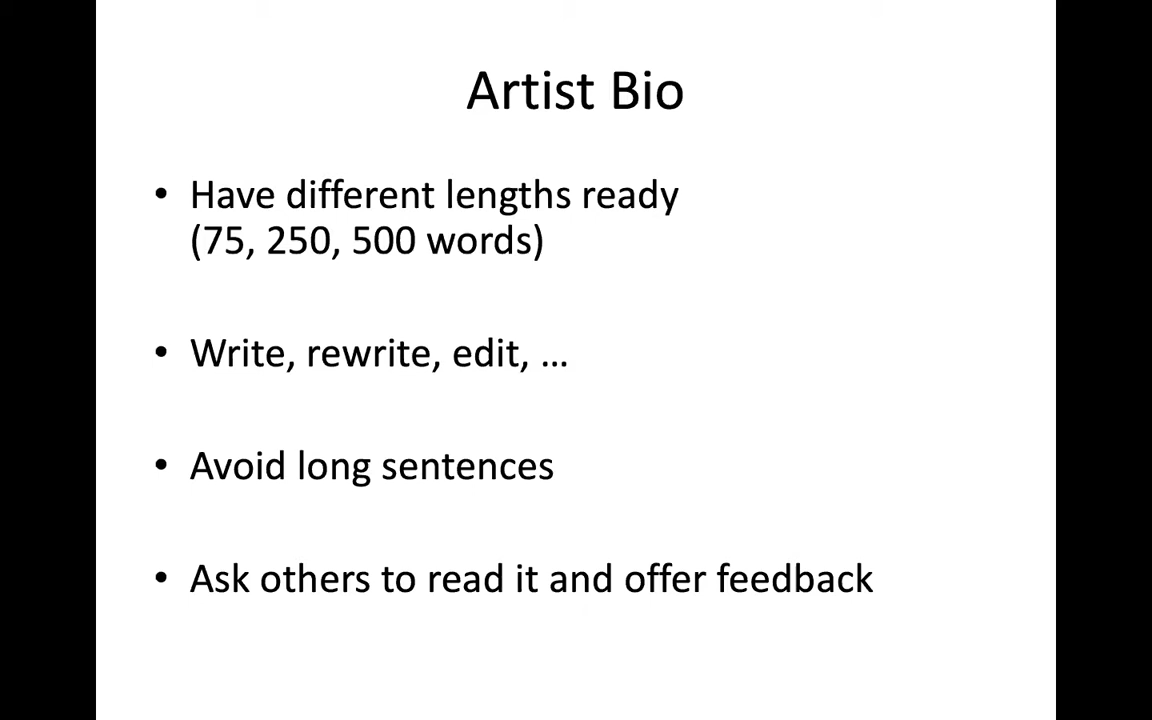 Artist Bio
• Have different lengths ready
(75, 250, 500 words)
• Write, rewrite, edit, …
• Avoid long sentences
• Ask others to read it and offer feedback